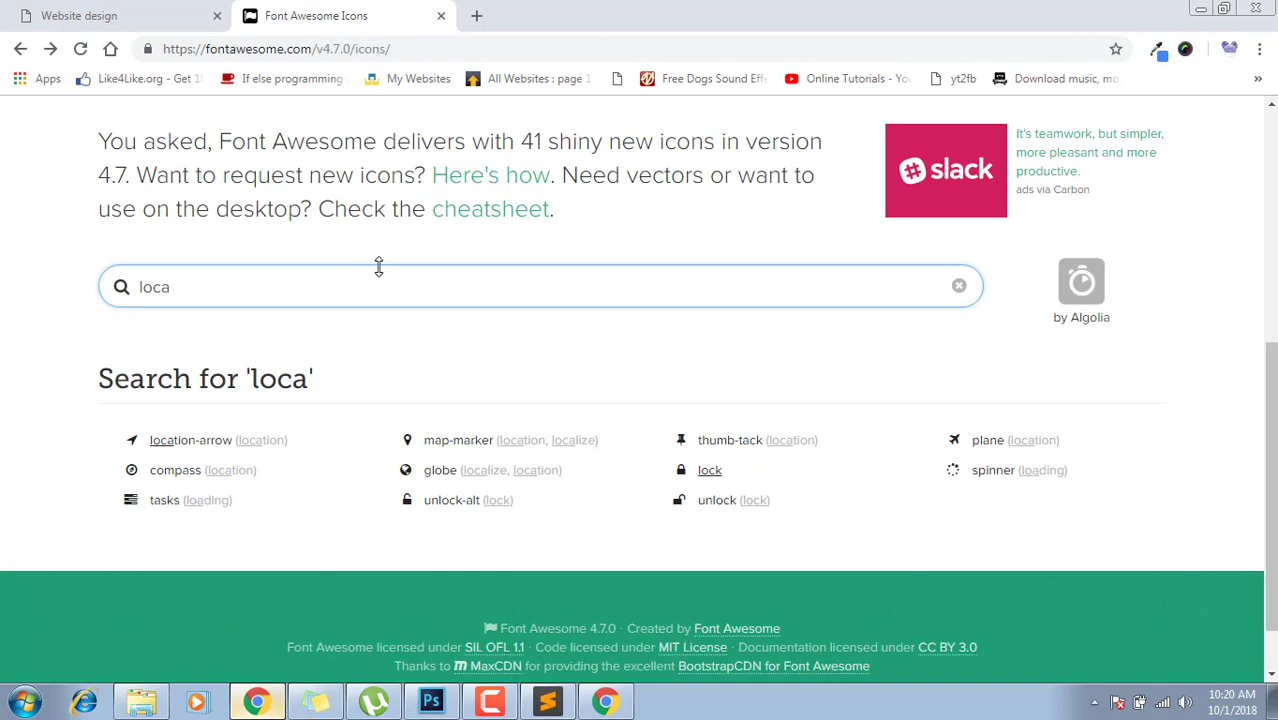 Website design
Font Awesome Icons
https://fontawesome.com/v4.7.0/icons/
Apps
Like4Like.org - Get 1
If else programming
My Websites
All Websites : page 1
Free Dogs Sound Eff
Online Tutorials - Yo
yt2fb
Download music, mo
»
You asked, Font Awesome delivers with 41 shiny new icons in version
4.7. Want to request new icons? Here's how. Need vectors or want to
use on the desktop? Check the cheatsheet.
slack
It's teamwork, but simpler,
more pleasant and more
productive.
ads via Carbon
loca
by Algolia
Search for 'loca'
location-arrow (location)
map-marker (location, localize)
thumb-tack (location)
plane (location)
compass (location)
globe (localize, location)
lock
spinner (loading)
tasks (loading)
unlock-alt (lock)
unlock (lock)
Font Awesome 4.7.0 · Created by Font Awesome
Font Awesome licensed under SIL OFL 1.1 · Code licensed under MIT License · Documentation licensed under CC BY 3.0
Thanks to MaxCDN for providing the excellent BootstrapCDN for Font Awesome
Ps
10:20 AM
10/1/2018